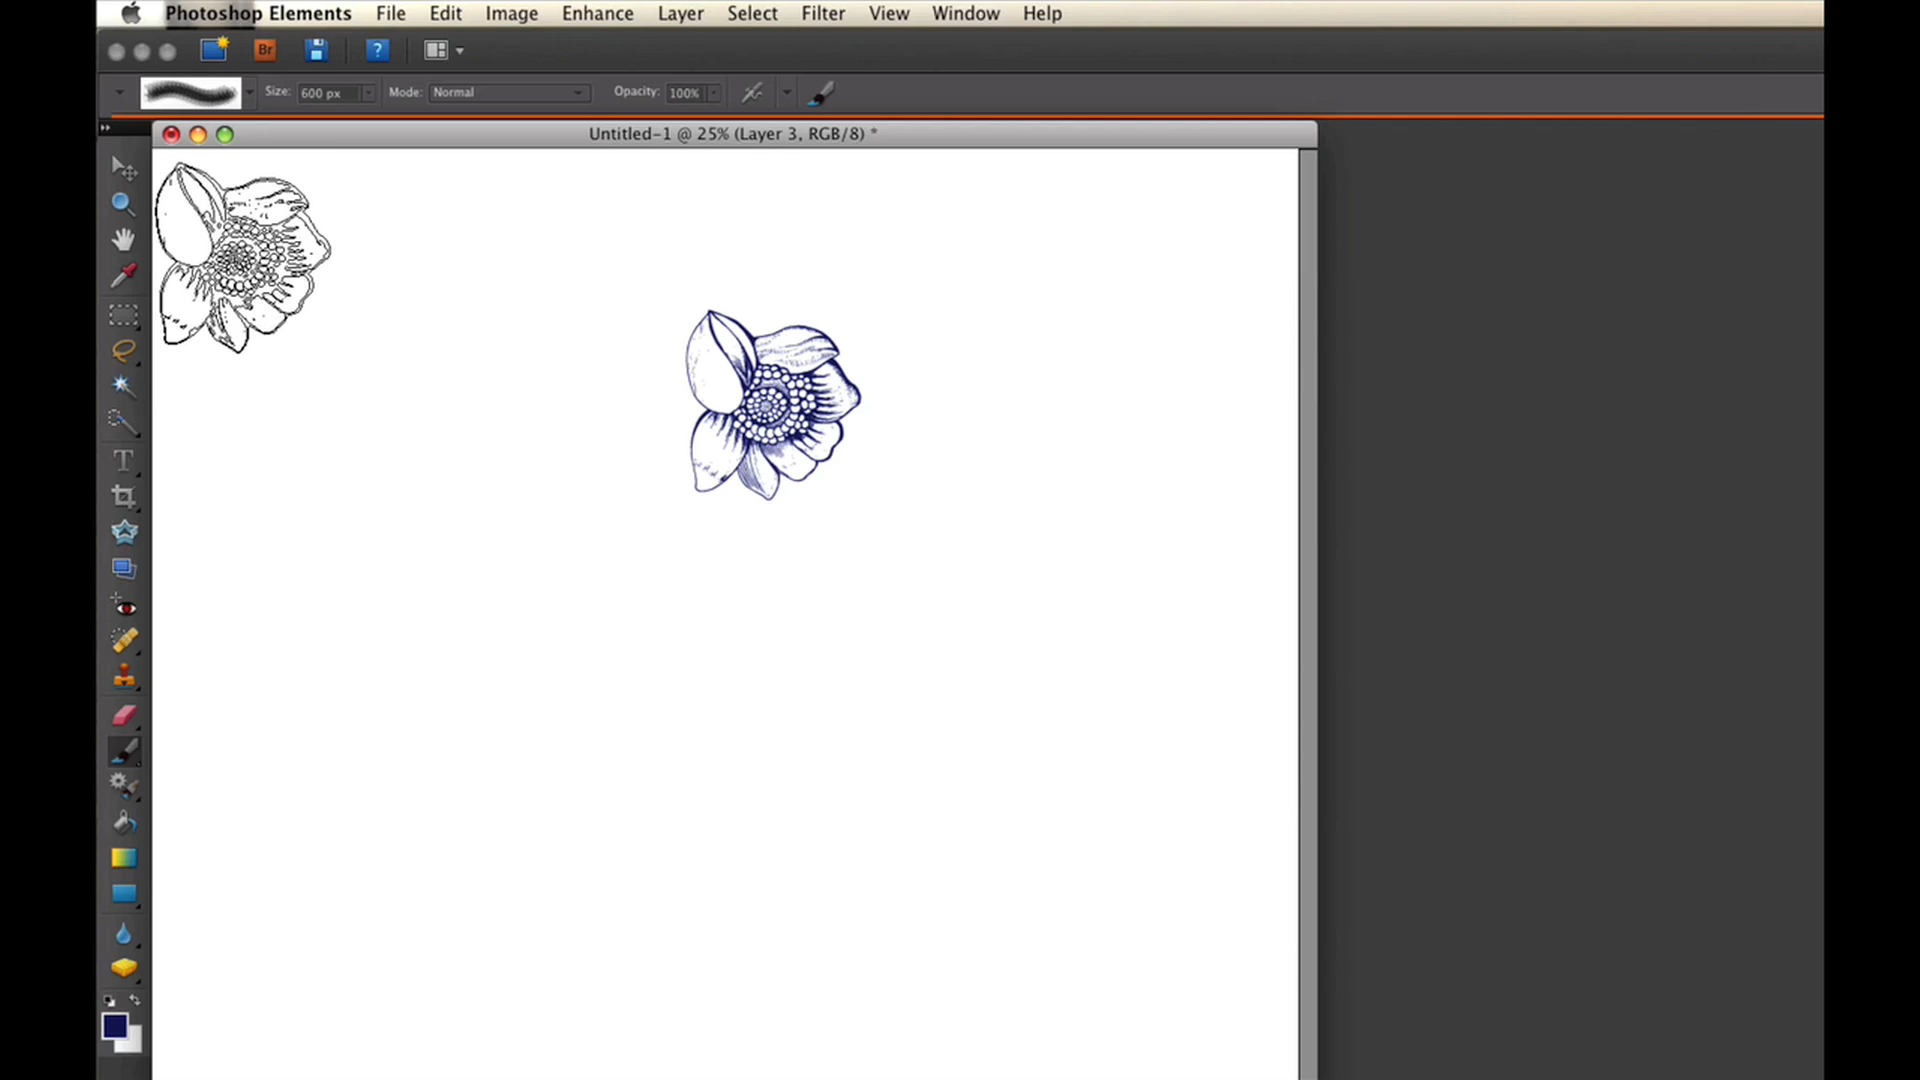 Photoshop Elements File Edit Image Enhance Layer Select Filter View Window Help
Br ?
Size: 600 px Mode: Normal Opacity: 100%
Untitled-1 @ 25% (Layer 3, RGB/8) *
T